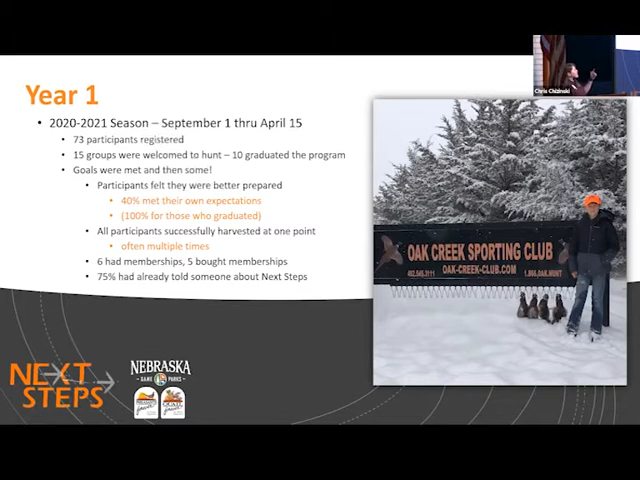 Chris Chizinski
Year 1
• 2020-2021 Season – September 1 thru April 15
• 73 participants registered
• 15 groups were welcomed to hunt – 10 graduated the program
• Goals were met and then some!
• Participants felt they were better prepared
• 40% met their own expectations
• (100% for those who graduated)
• All participants successfully harvested at one point
• often multiple times
• 6 had memberships, 5 bought memberships
• 75% had already told someone about Next Steps
OAK CREEK SPORTING CLUB
OAK-CREEK-CLUB.COM
NEXT
STEPS
NEBRASKA
GAME PARKS